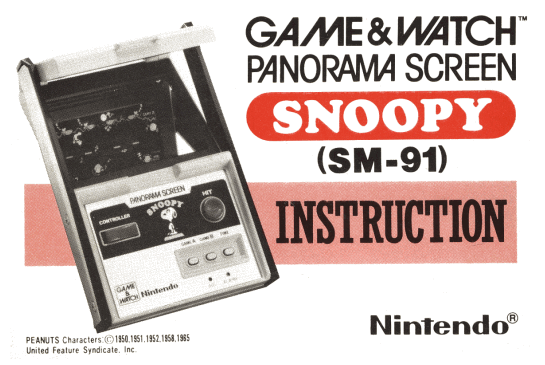 GAME & WATCH™
PANORAMA SCREEN
SNOOPY
(SM-91)
INSTRUCTION
PANORAMA SCREEN
SNOOPY
CONTROLLER
HIT
GAME A GAME B TIME
GAME
&
WATCH
Nintendo
Nintendo®
PEANUTS Characters:©1950,1951,1952,1958,1965
United Feature Syndicate, Inc.